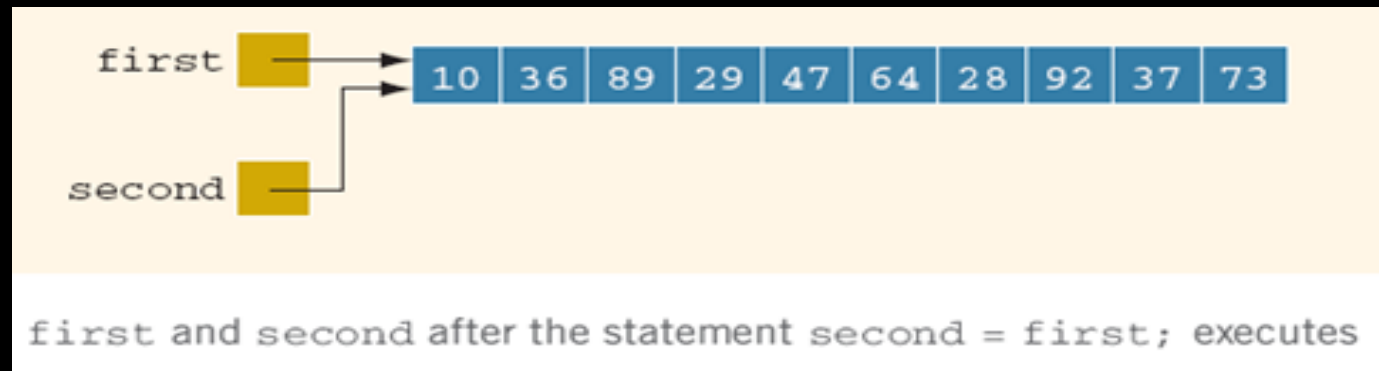 first
10 36 89 29 47 64 28 92 37 73
second
first and second after the statement second = first; executes